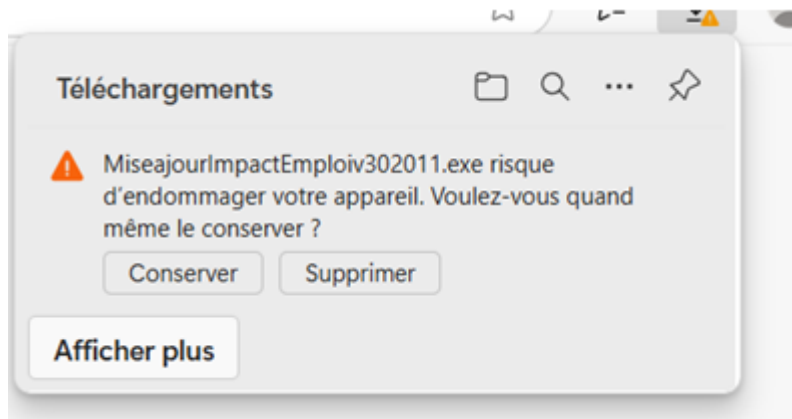 Téléchargements
MiseajourImpactEmploiv302011.exe risque
d'endommager votre appareil. Voulez-vous quand
même le conserver ?
Conserver Supprimer
Afficher plus